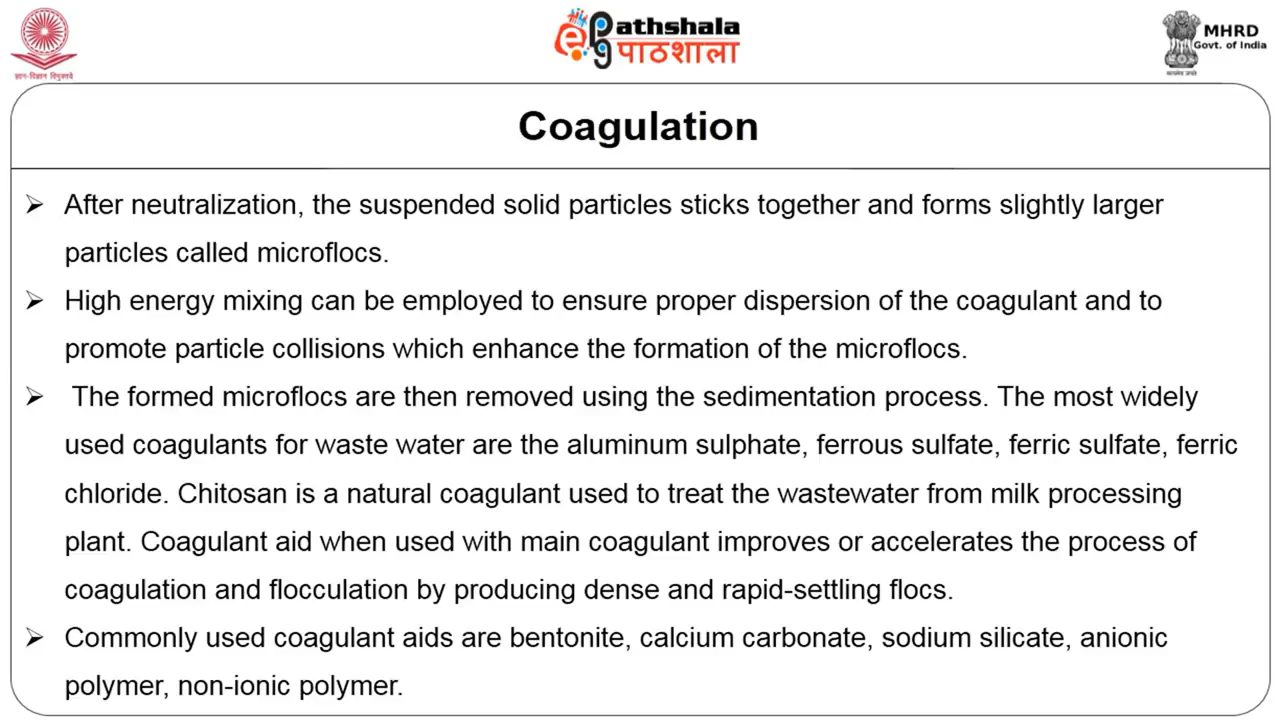 ज्ञान-विज्ञान विमुक्तये
ePg Pathshala
पाठशाला
MHRD
Govt. of India
सत्यमेव जयते
Coagulation
➢ After neutralization, the suspended solid particles sticks together and forms slightly larger
particles called microflocs.
➢ High energy mixing can be employed to ensure proper dispersion of the coagulant and to
promote particle collisions which enhance the formation of the microflocs.
➢ The formed microflocs are then removed using the sedimentation process. The most widely
used coagulants for waste water are the aluminum sulphate, ferrous sulfate, ferric sulfate, ferric
chloride. Chitosan is a natural coagulant used to treat the wastewater from milk processing
plant. Coagulant aid when used with main coagulant improves or accelerates the process of
coagulation and flocculation by producing dense and rapid-settling flocs.
➢ Commonly used coagulant aids are bentonite, calcium carbonate, sodium silicate, anionic
polymer, non-ionic polymer.